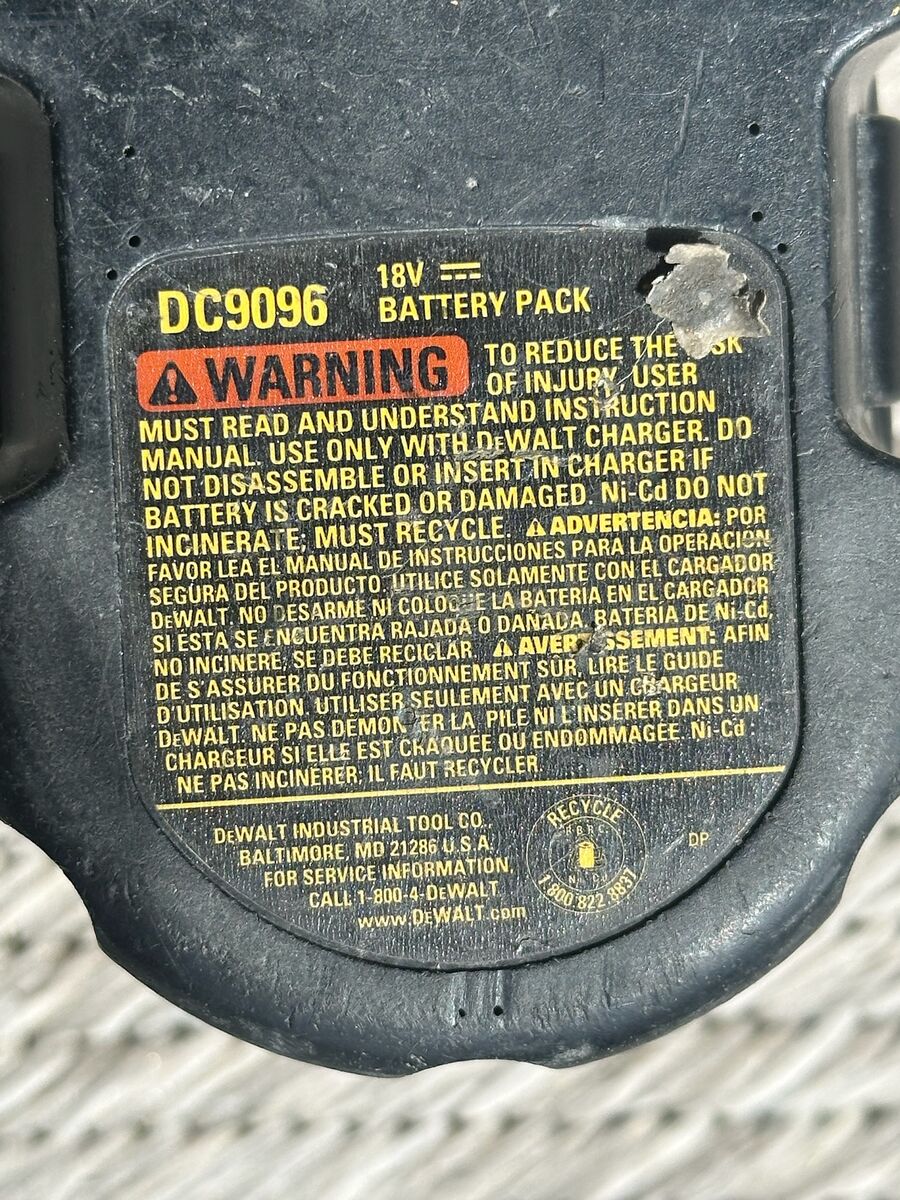 DC9096
18V
BATTERY PACK
WARNING
TO REDUCE THE
OF INJURY, USER
MUST READ AND UNDERSTAND INSTRUCTION
MANUAL. USE ONLY WITH DEWALT CHARGER. DO
NOT DISASSEMBLE OR INSERT IN CHARGER IF
BATTERY IS CRACKED OR DAMAGED. Ni-Cd DO NOT
INCINERATE; MUST RECYCLE. ADVERTENCIA: POR
FAVOR LEA EL MANUAL DE INSTRUCCIONES PARA LA OPERACION
SEGURA DEL PRODUCTO. UTILICE SOLAMENTE CON EL CARGADOR
DEWALT. NO DESARME NI COLOQUE LA BATERIA EN EL CARGADOR
SI ESTA SE ENCUENTRA RAJADA O DAÑADA. BATERIA DE Ni-Cd
NO INCINERE, SE DEBE RECICLAR. AFIN
DE S'ASSURER DU FONCTIONNEMENT SÛR, LIRE LE GUIDE
D'UTILISATION. UTILISER SEULEMENT AVEC UN CHARGEUR
DEWALT. NE PAS LA PILE NI L'INSÉRER DANS UN
CHARGEUR SI ELLE EST CRAQUEE OU ENDOMMAGEE. Ni-Cd
NE PAS INCINERER; IL FAUT RECYCLER
DEWALT INDUSTRIAL TOOL CO.
BALTIMORE, MD 21286 U.S.A.
FOR SERVICE INFORMATION,
CALL 1-800-4-DEWALT
www.DEWALT.com
RECYCLE
1 800 822 8837
DP